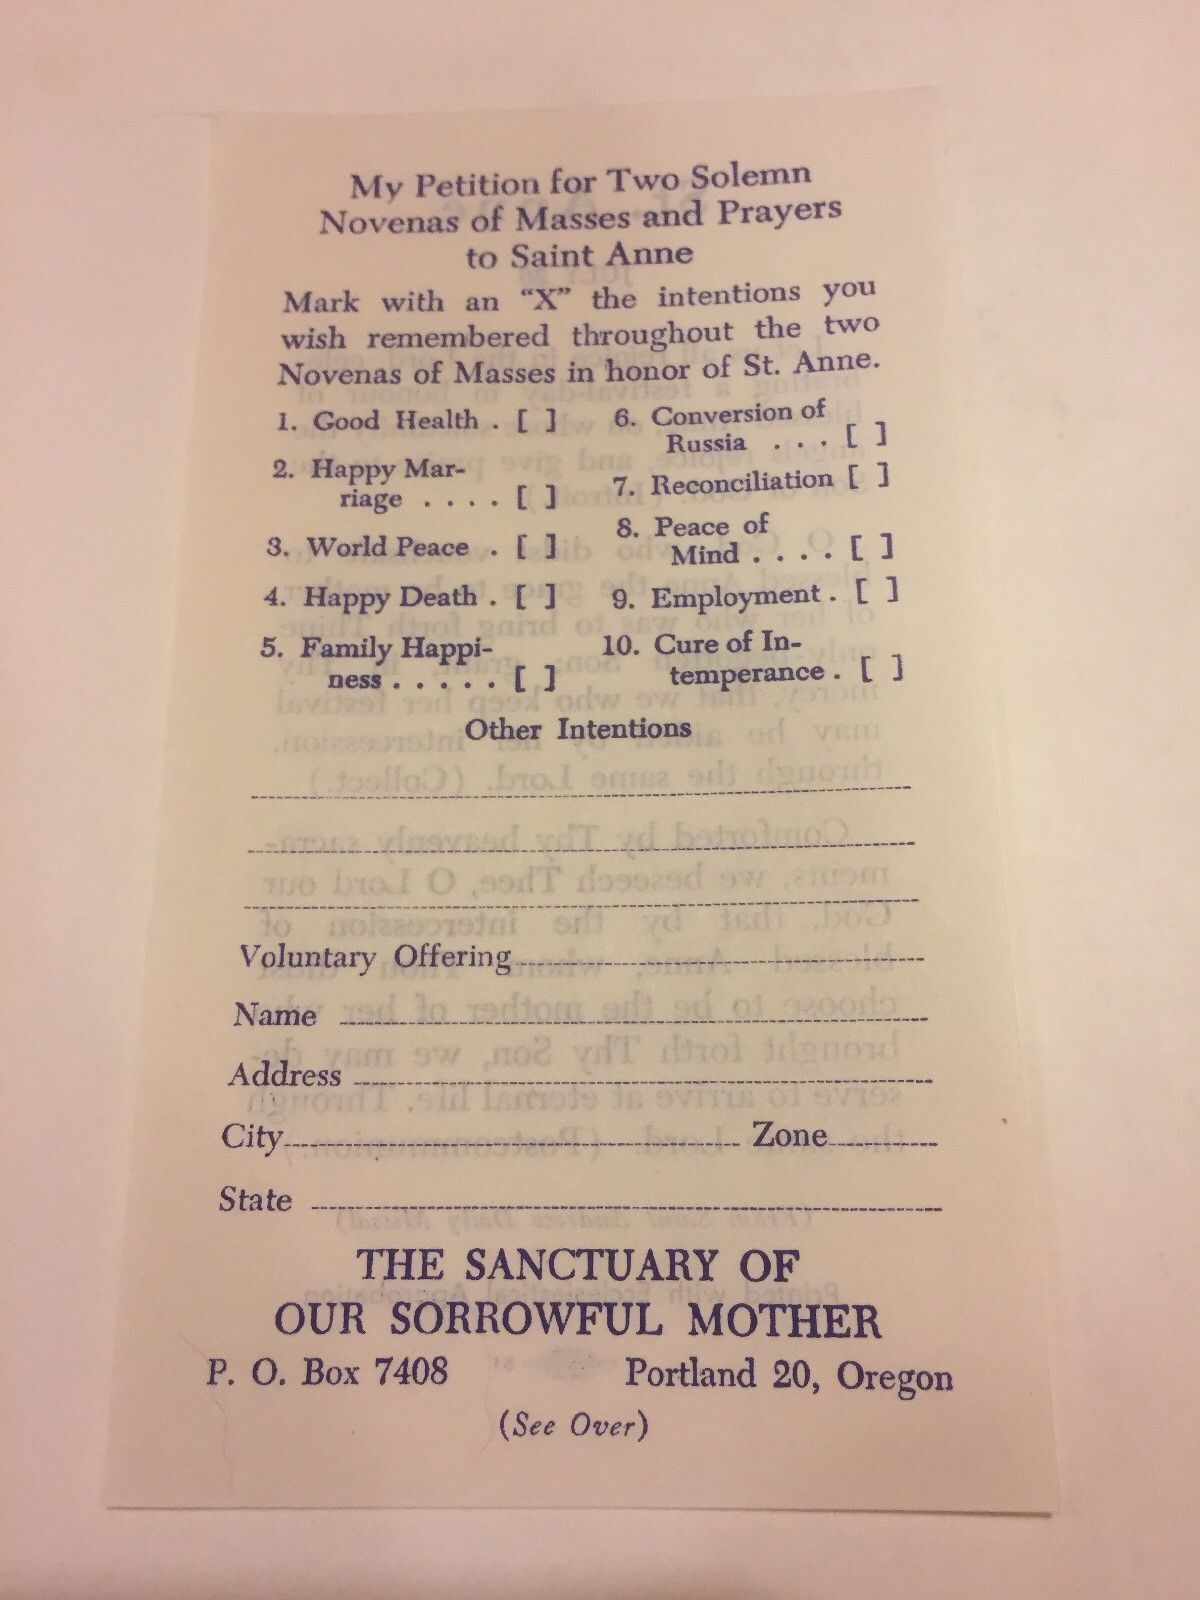 My Petition for Two Solemn
Novenas of Masses and Prayers
to Saint Anne
Mark with an “X” the intentions you
wish remembered throughout the two
Novenas of Masses in honor of St. Anne.
1. Good Health . [ ]
2. Happy Mar-
riage . . . . [ ]
3. World Peace . [ ]
4. Happy Death . [ ]
5. Family Happi-
ness . . . . . [ ]
6. Conversion of
Russia . . . [ ]
7. Reconciliation [ ]
8. Peace of
Mind . . . . [ ]
9. Employment . [ ]
10. Cure of In-
temperance . [ ]
Other Intentions
Voluntary Offering
Name
Address
City Zone
State
THE SANCTUARY OF
OUR SORROWFUL MOTHER
P. O. Box 7408 Portland 20, Oregon
(See Over)